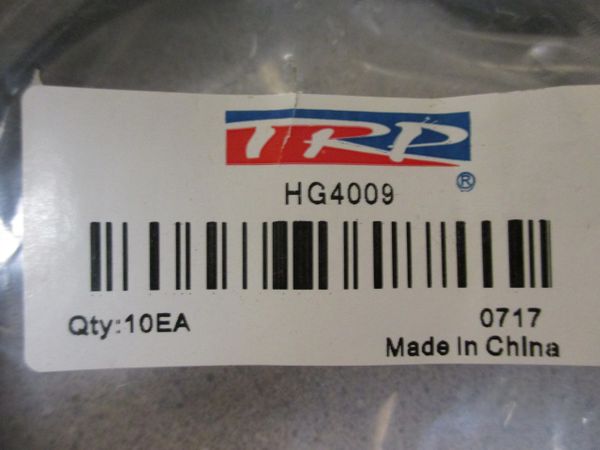 TRP®
HG4009
Qty:10EA
0717
Made In China